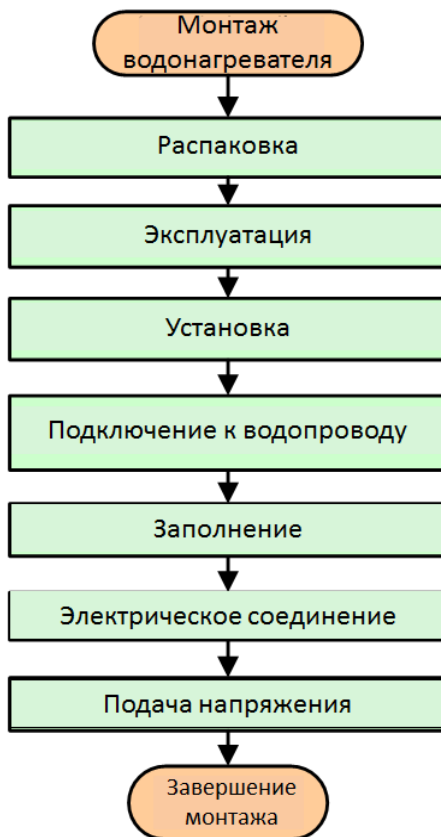 Монтаж
водонагревателя
Распаковка
Эксплуатация
Установка
Подключение к водопроводу
Заполнение
Электрическое соединение
Подача напряжения
Завершение
монтажа